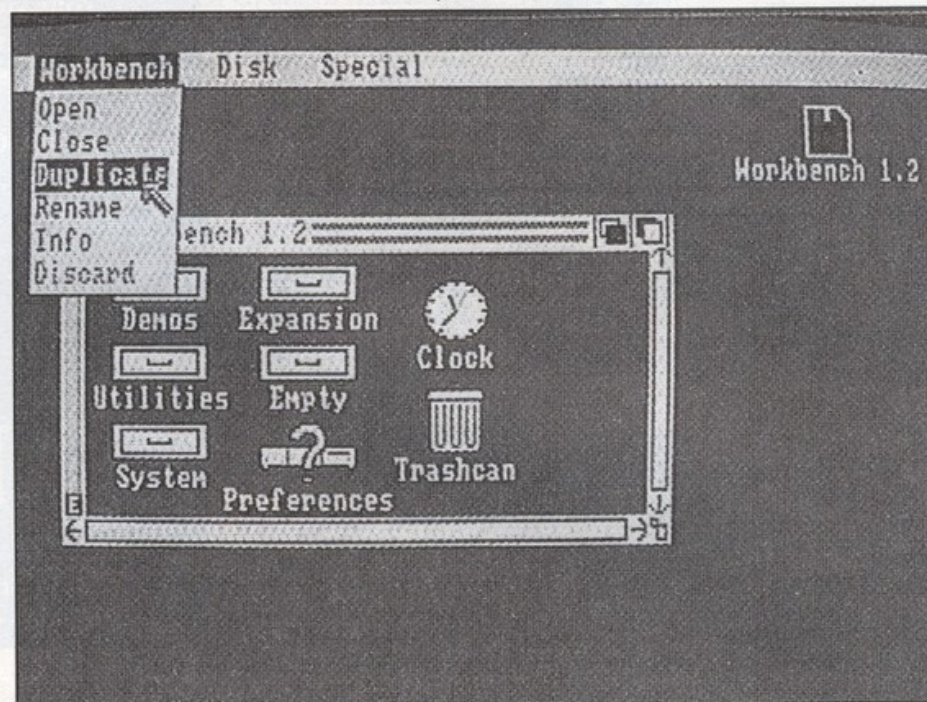 Workbench Disk Special
Open
Close
Duplicate
Rename
Info
Discard
Workbench 1.2
ench 1.2
Demos Expansion
Clock
Utilities Empty
System
Preferences
Trashcan
E